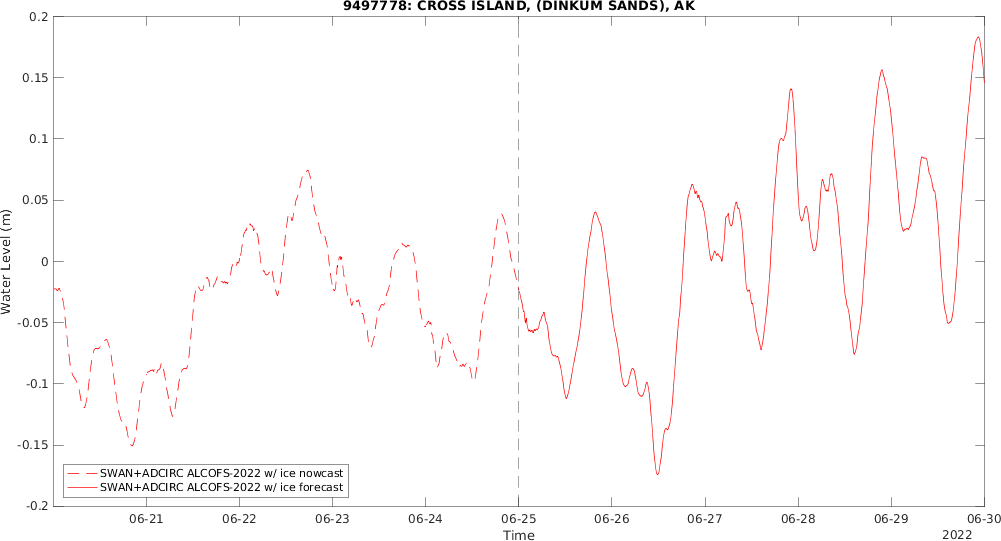 9497778: CROSS ISLAND, (DINKUM SANDS), AK
0.2
0.15
0.1
0.05
0
-0.05
-0.1
-0.15
-0.2
Water Level (m)
SWAN+ADCIRC ALCOFS-2022 w/ ice nowcast
SWAN+ADCIRC ALCOFS-2022 w/ ice forecast
06-21 06-22 06-23 06-24 06-25 06-26 06-27 06-28 06-29 06-30
Time
2022